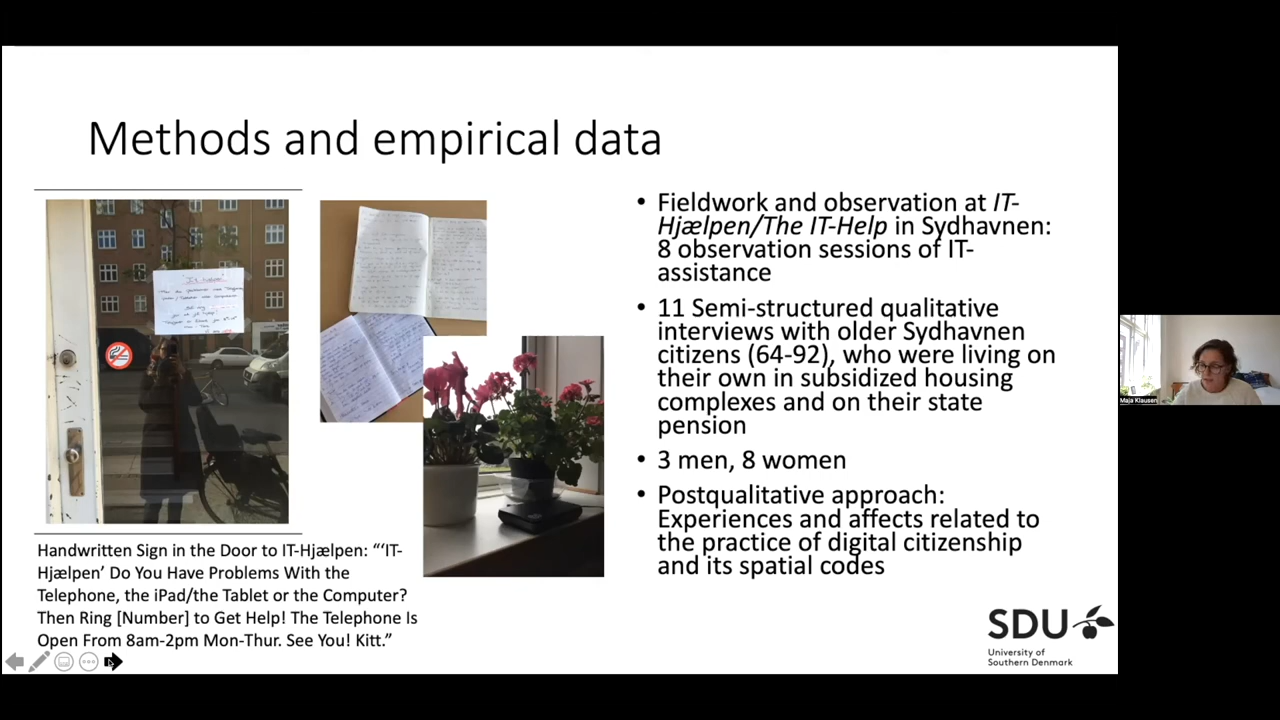 Methods and empirical data
Handwritten Sign in the Door to IT-Hjælpen: “‘IT-
Hjælpen’ Do You Have Problems With the
Telephone, the iPad/the Tablet or the Computer?
Then Ring [Number] to Get Help! The Telephone Is
Open From 8am-2pm Mon-Thur. See You! Kitt.”
• Fieldwork and observation at IT-
Hjælpen/The IT-Help in Sydhavnen:
8 observation sessions of IT-
assistance
• 11 Semi-structured qualitative
interviews with older Sydhavnen
citizens (64-92), who were living on
their own in subsidized housing
complexes and on their state
pension
• 3 men, 8 women
• Postqualitative approach:
Experiences and affects related to
the practice of digital citizenship
and its spatial codes
SDU
University of
Southern Denmark
Maja Klausen